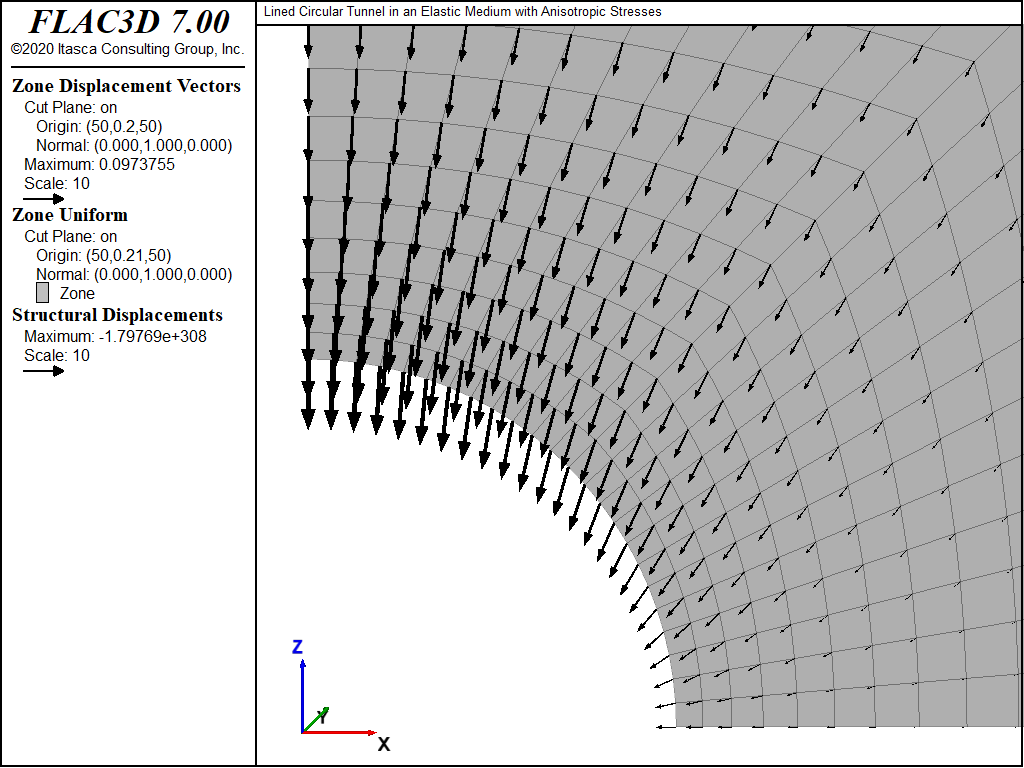 FLAC3D 7.00
©2020 Itasca Consulting Group, Inc.
Zone Displacement Vectors
Cut Plane: on
Origin: (50,0.2,50)
Normal: (0.000,1.000,0.000)
Maximum: 0.0973755
Scale: 10
Zone Uniform
Cut Plane: on
Origin: (50,0.21,50)
Normal: (0.000,1.000,0.000)
Zone
Structural Displacements
Maximum: -1.79769e+308
Scale: 10
Lined Circular Tunnel in an Elastic Medium with Anisotropic Stresses
Z
Y
X